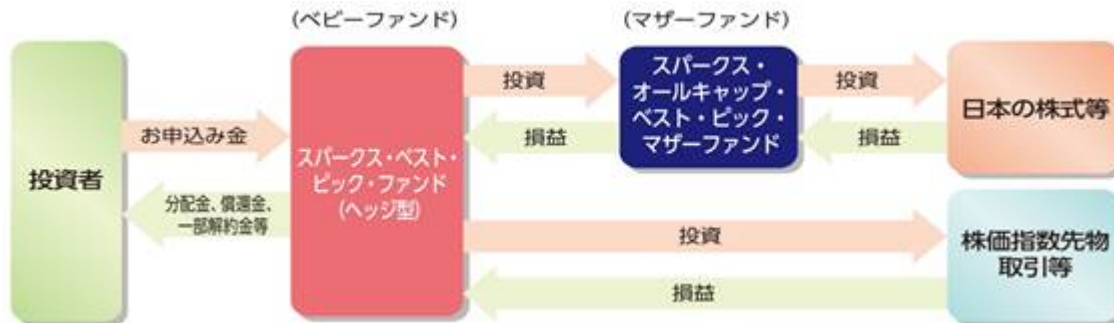 (ベビーファンド)
(マザーファンド)
投資者
お申込み金
分配金、償還金、
一部解約金等
スパークス・ベスト・
ピック・ファンド
(ヘッジ型)
投資
損益
スパークス・
オールキャップ・
ベスト・ピック・
マザーファンド
投資
損益
日本の株式等
投資
損益
株価指数先物
取引等